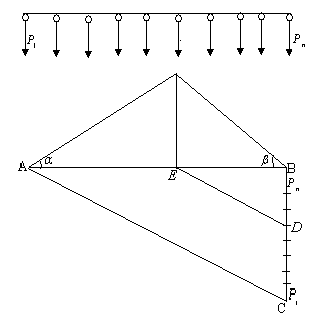 P₁ Pₙ
A α E β B
Pₙ
D
P₁
C